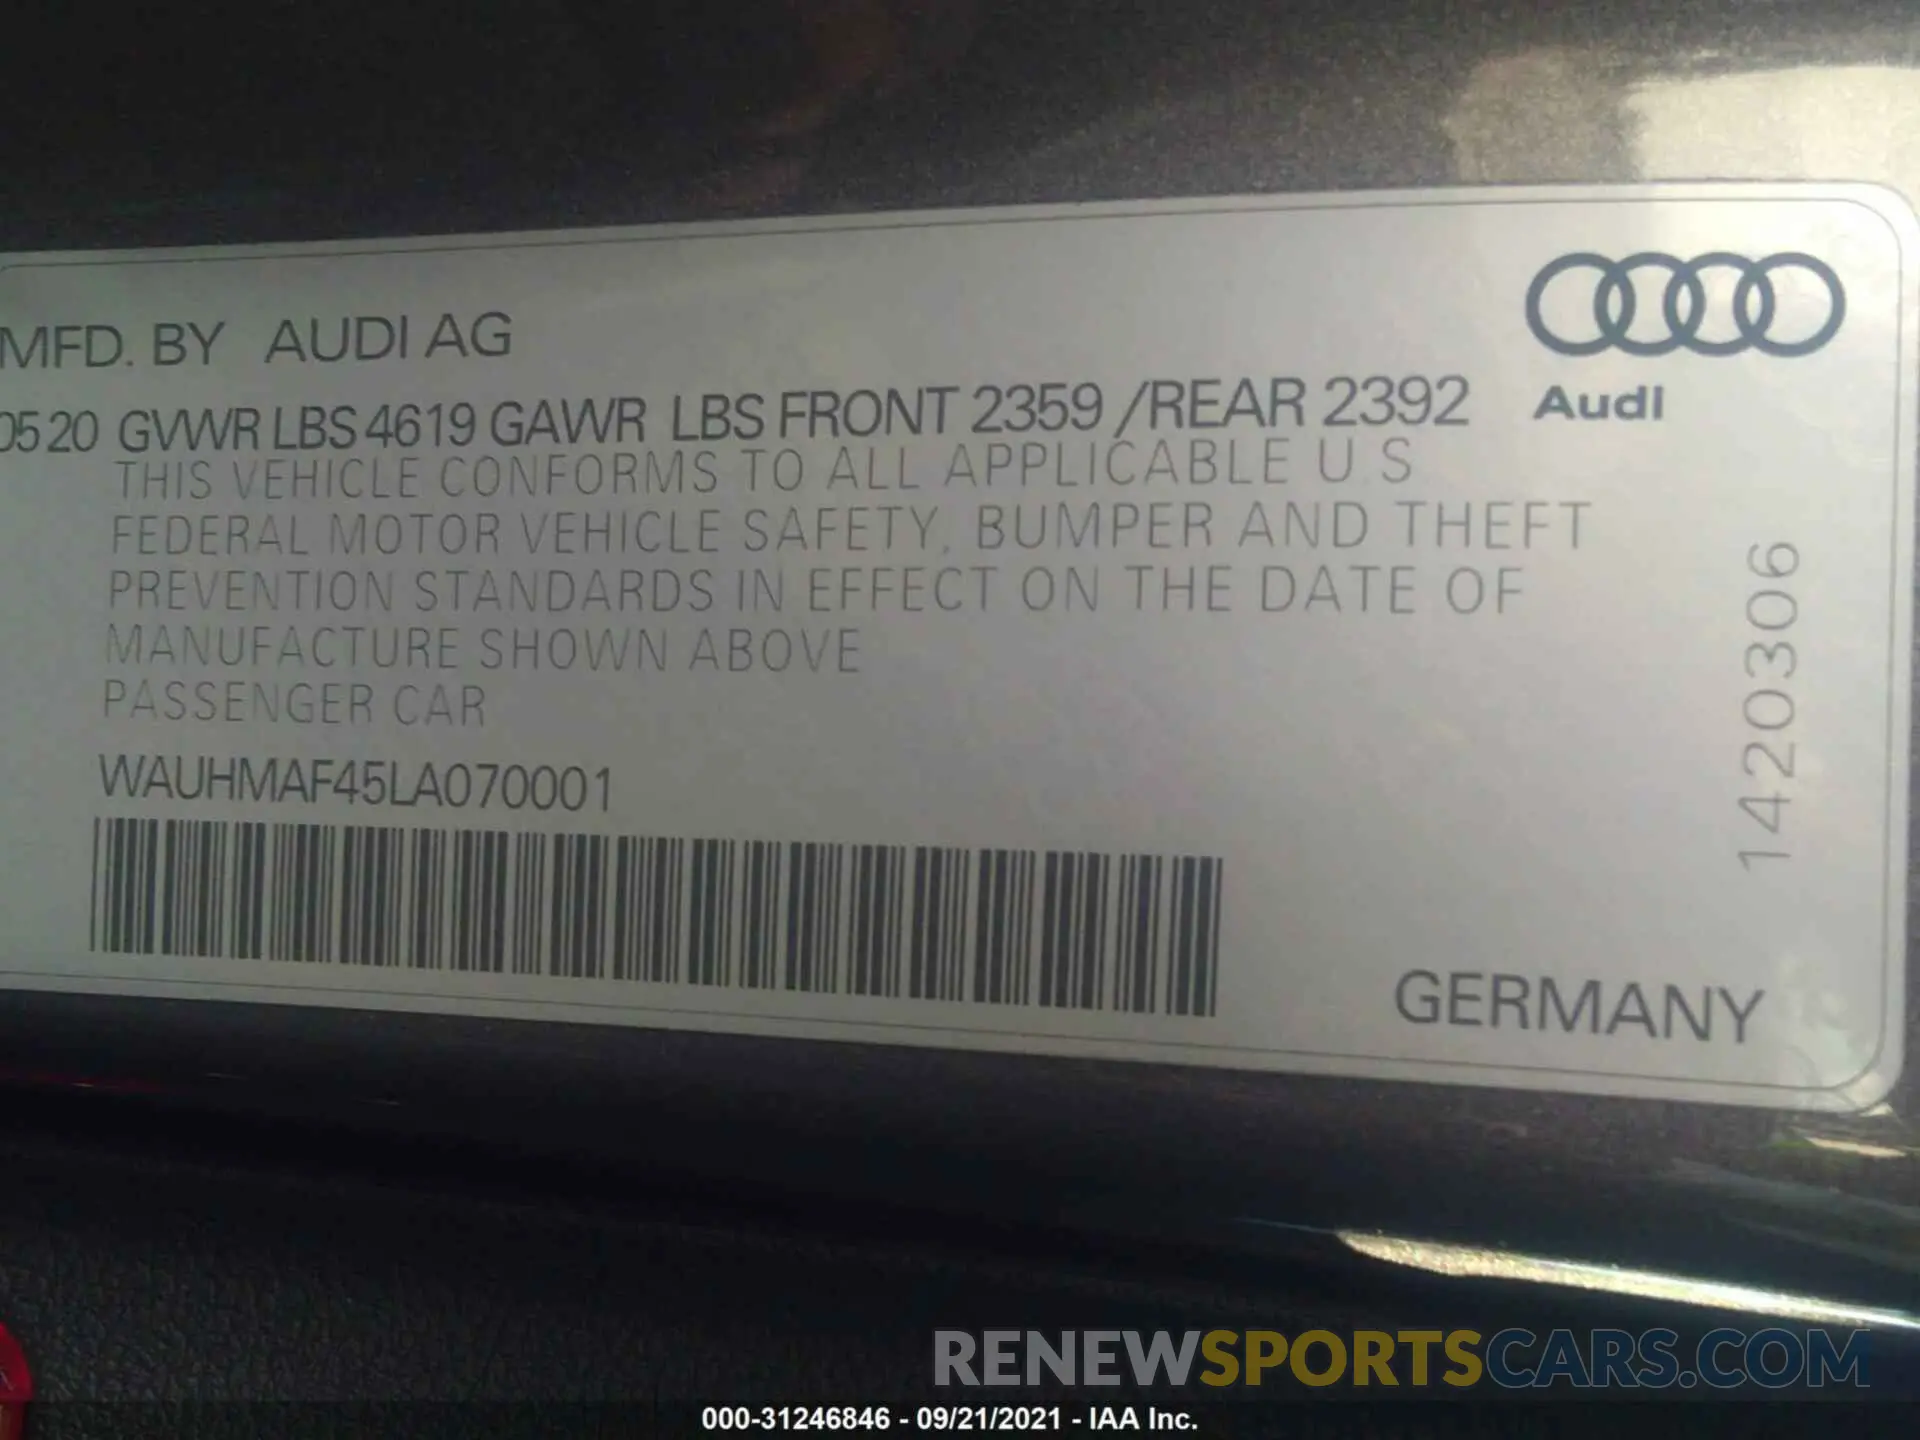 MFD. BY AUDI AG
0520 GVWR LBS 4619 GAWR LBS FRONT 2359 /REAR 2392
Audi
THIS VEHICLE CONFORMS TO ALL APPLICABLE U.S
FEDERAL MOTOR VEHICLE SAFETY, BUMPER AND THEFT
PREVENTION STANDARDS IN EFFECT ON THE DATE OF
MANUFACTURE SHOWN ABOVE
PASSENGER CAR
WAUHMAF45LA070001
1420306
GERMANY
RENEWSPORTSCARS.COM
000-31246846 - 09/21/2021 - IAA Inc.